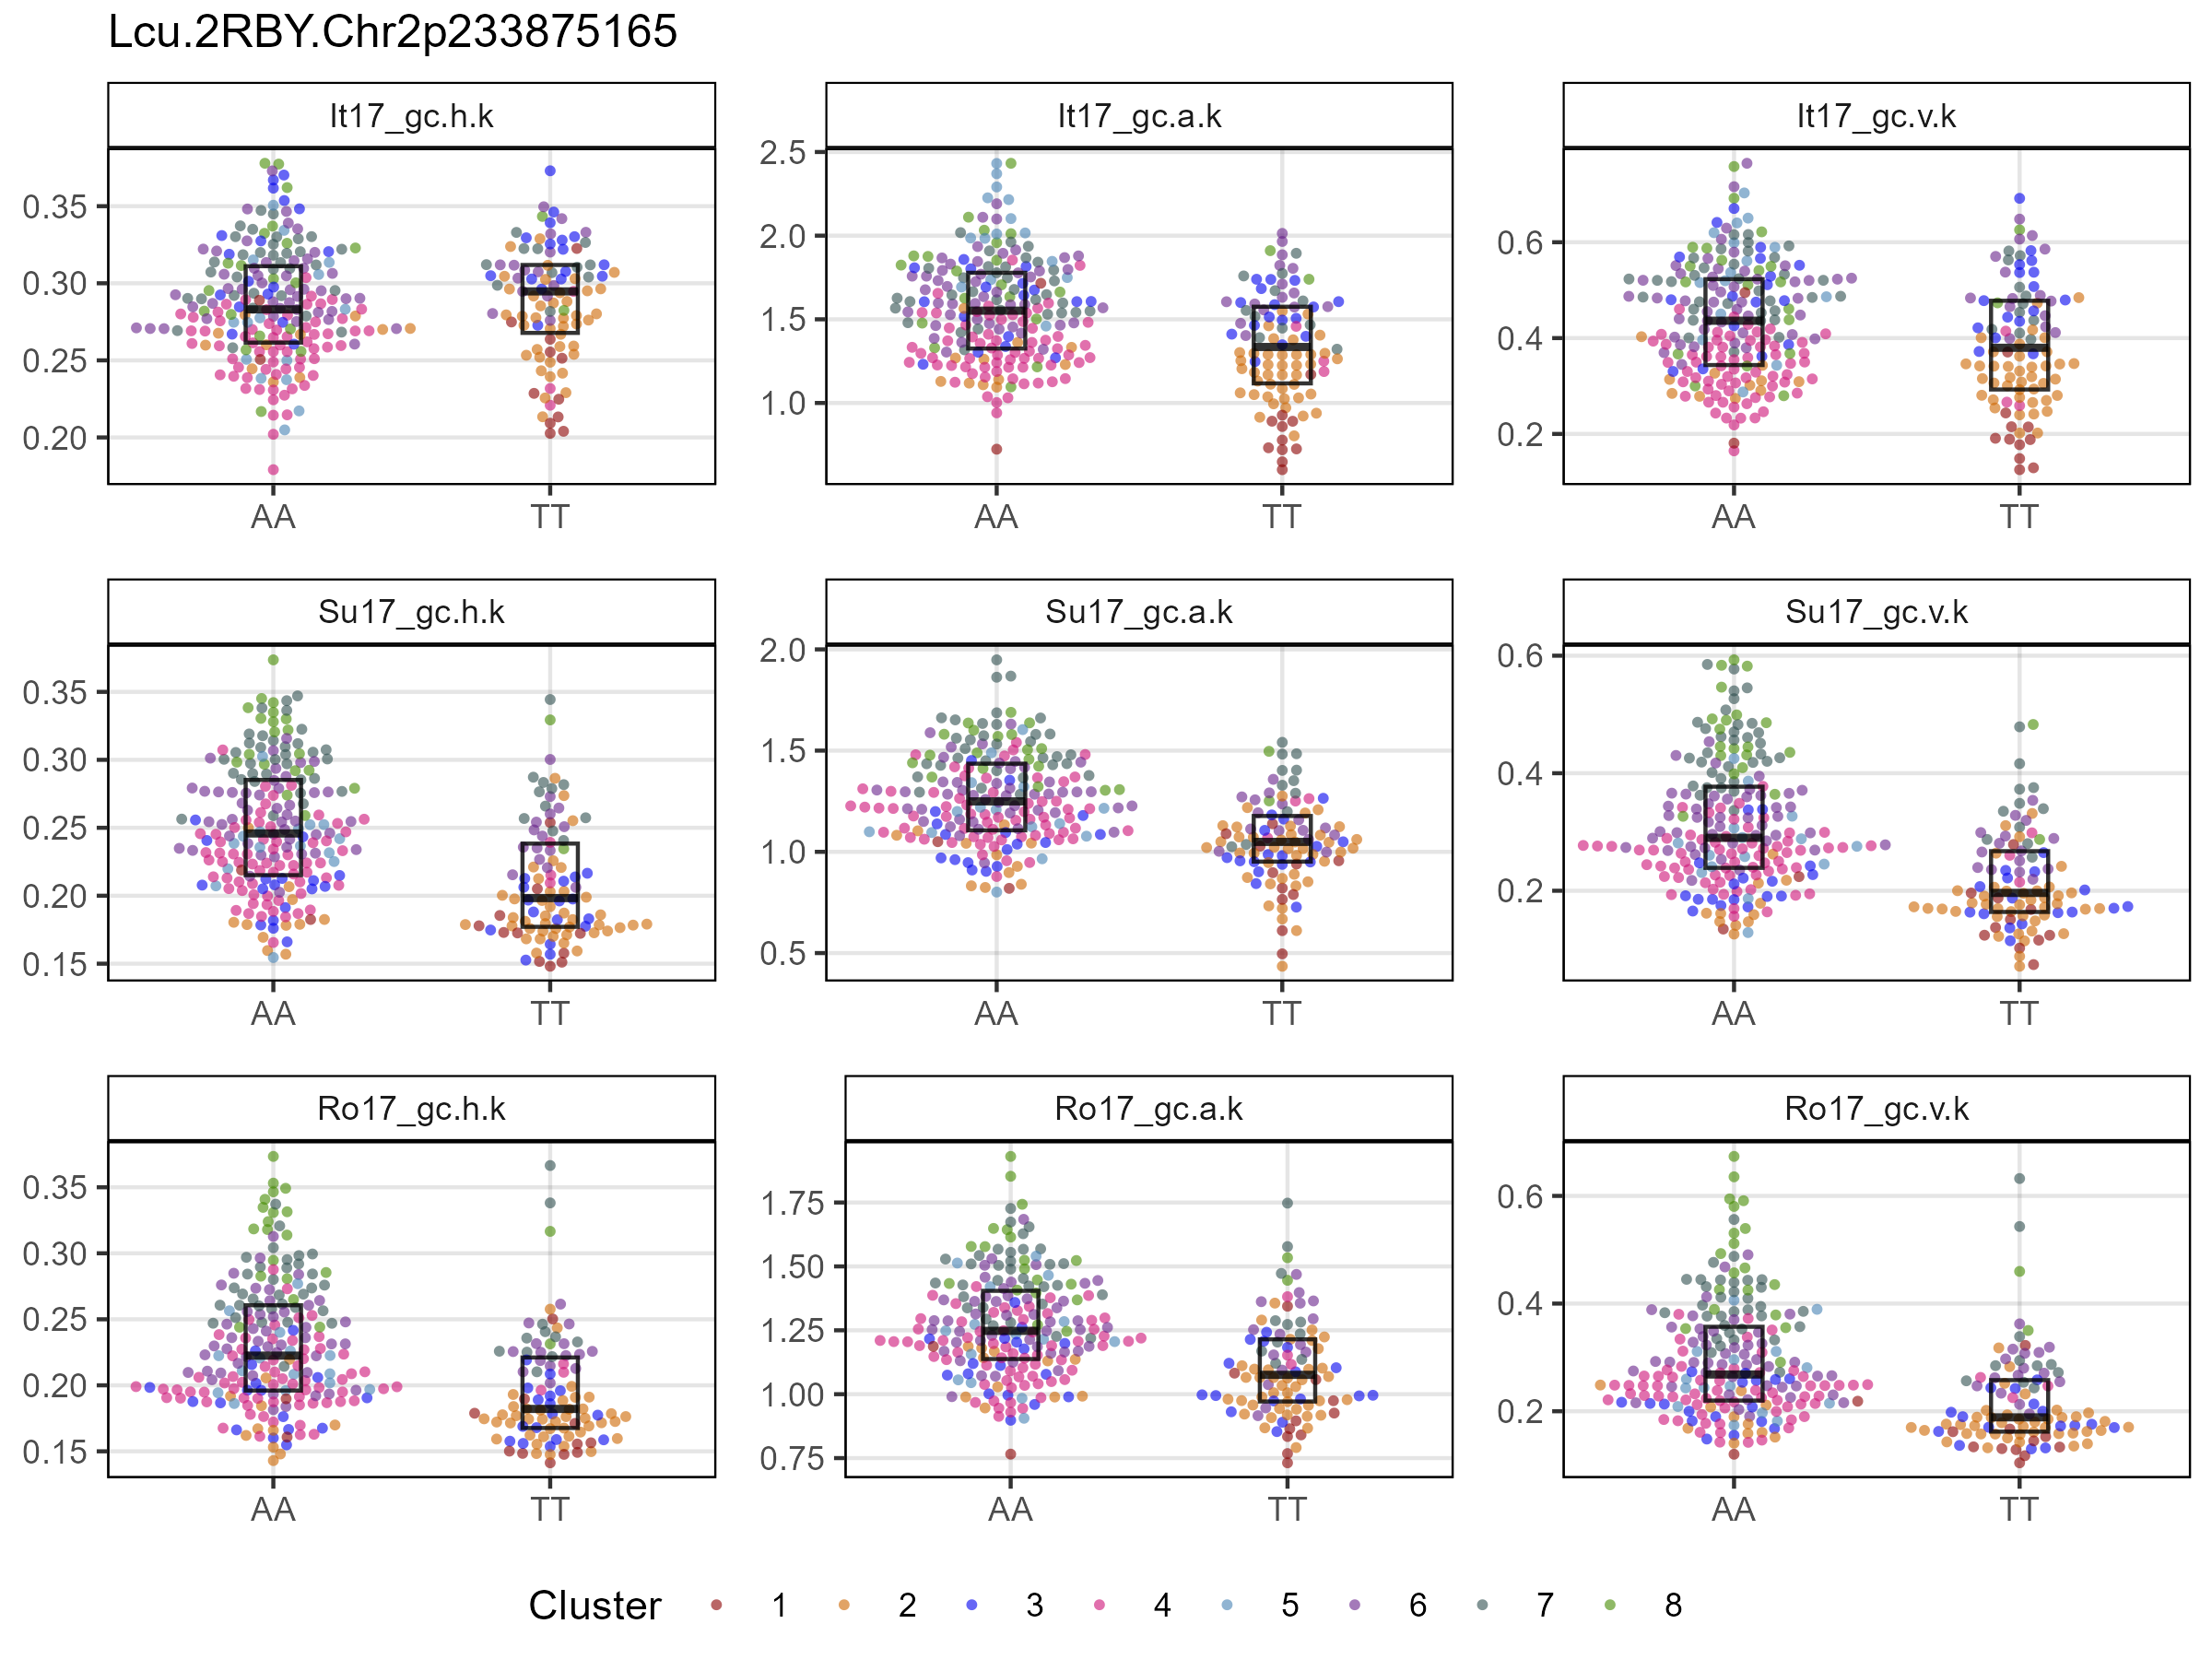 Lcu.2RBY.Chr2p233875165
It17_gc.h.k
It17_gc.a.k
It17_gc.v.k
0.35
0.30
0.25
0.20
2.5
2.0
1.5
1.0
0.6
0.4
0.2
AA TT
AA TT
AA TT
Su17_gc.h.k
Su17_gc.a.k
Su17_gc.v.k
0.35
0.30
0.25
0.20
0.15
2.0
1.5
1.0
0.5
0.6
0.4
0.2
AA TT
AA TT
AA TT
Ro17_gc.h.k
Ro17_gc.a.k
Ro17_gc.v.k
0.35
0.30
0.25
0.20
0.15
1.75
1.50
1.25
1.00
0.75
0.6
0.4
0.2
AA TT
AA TT
AA TT
Cluster 1 2 3 4 5 6 7 8